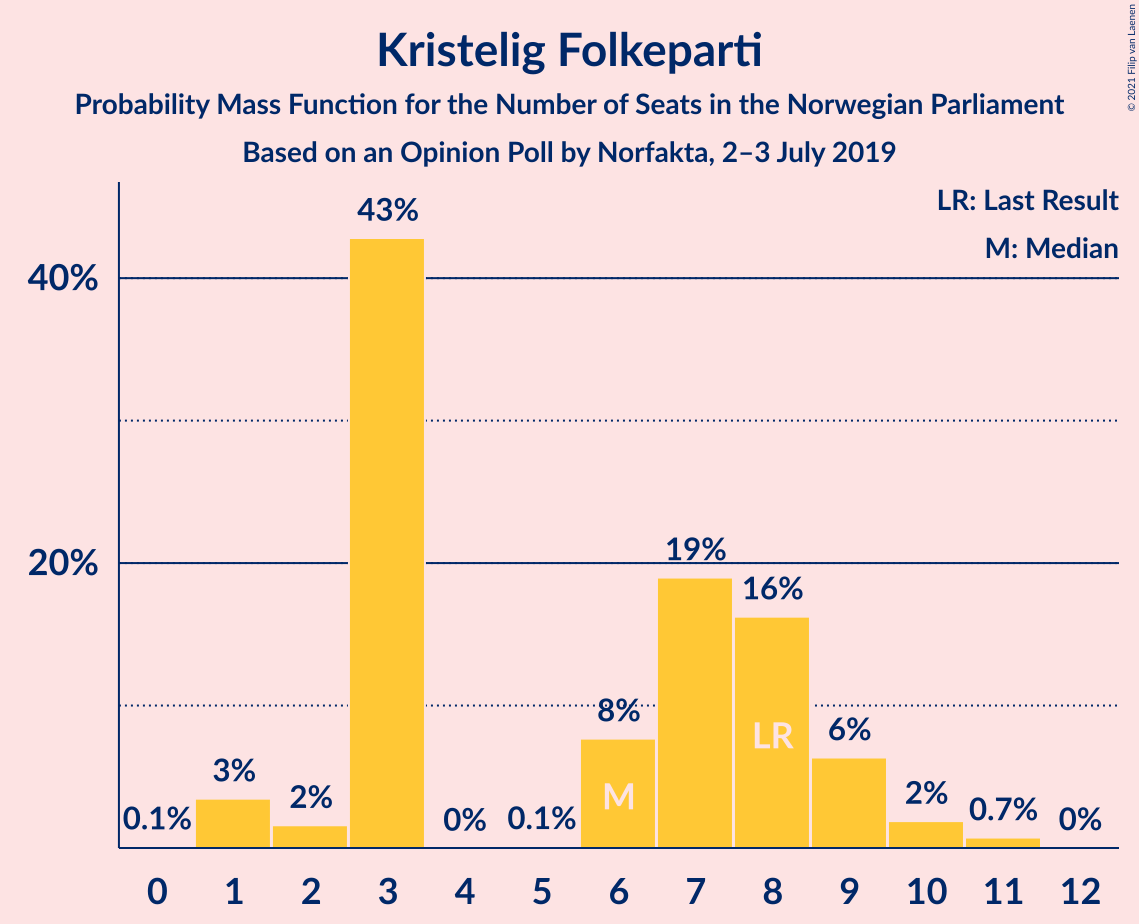 Kristelig Folkeparti
Probability Mass Function for the Number of Seats in the Norwegian Parliament
Based on an Opinion Poll by Norfakta, 2–3 July 2019
© 2021 Filip van Laenen
LR: Last Result
M: Median
43%
40%
19%
20%
16%
8%
LR
6%
3%
2%
M
2%
0.1%
0%
0.1%
0.7%
0%
0 1 2 3 4 5 6 7 8 9 10 11 12